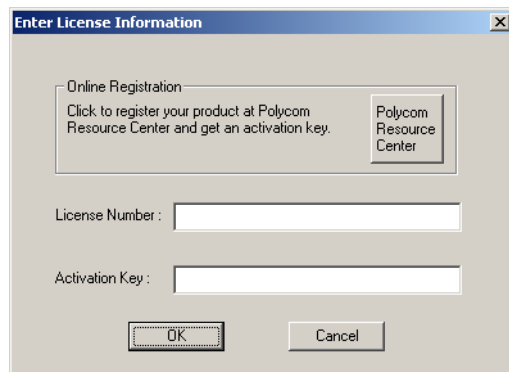 Enter License Information
Online Registration
Click to register your product at Polycom
Resource Center and get an activation key.
Polycom
Resource
Center
License Number :
Activation Key :
OK
Cancel